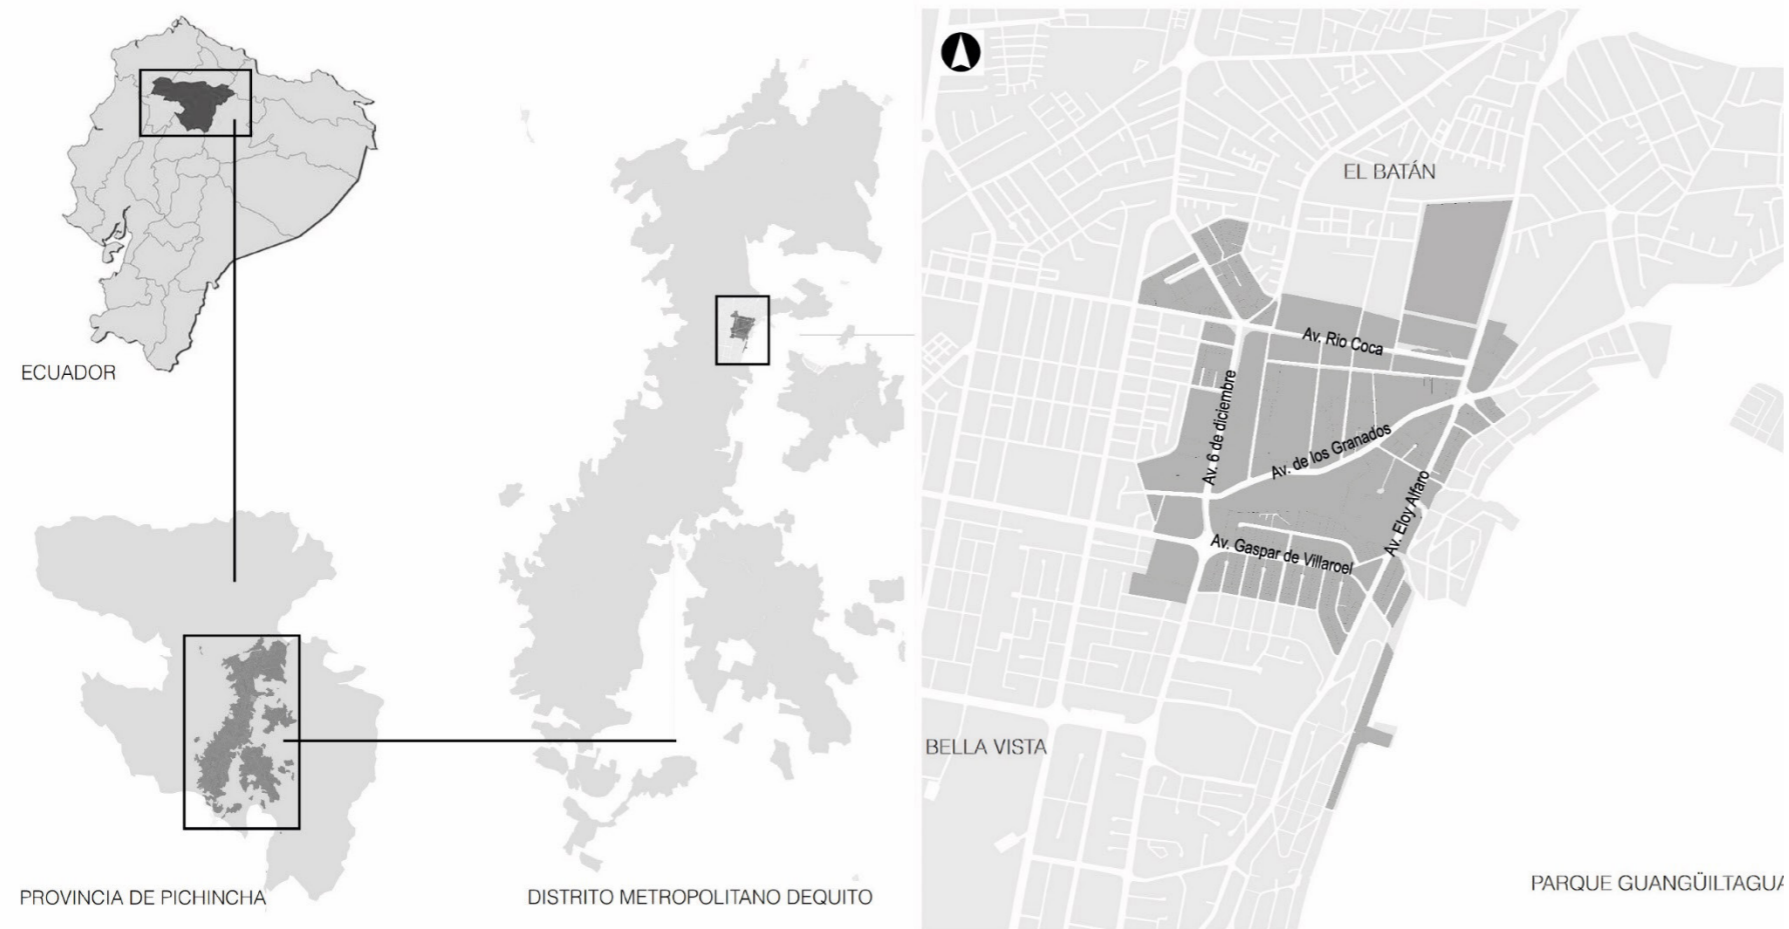 ECUADOR
PROVINCIA DE PICHINCHA
DISTRITO METROPOLITANO DEQUITO
EL BATÁN
Av. Rio Coca
Av. 6 de diciembre
Av. de los Granados
Av. Eloy Alfaro
Av. Gaspar de Villaroel
BELLA VISTA
PARQUE GUANGÜILTAGUA